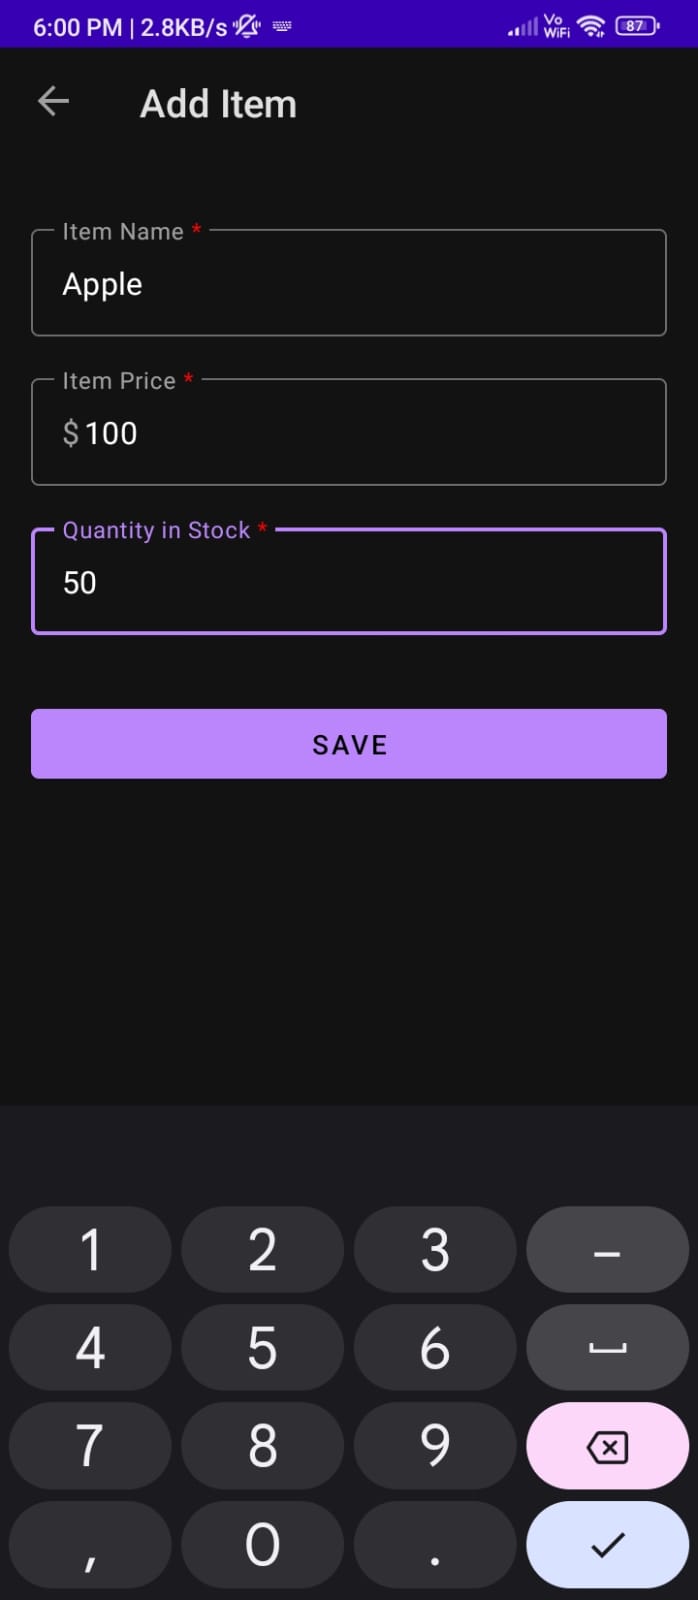 6:00 PM | 2.8KB/s Vo WiFi 87
Add Item
Item Name *
Apple
Item Price *
$ 100
Quantity in Stock *
50
SAVE
1 2 3 –
4 5 6
7 8 9
, 0 .